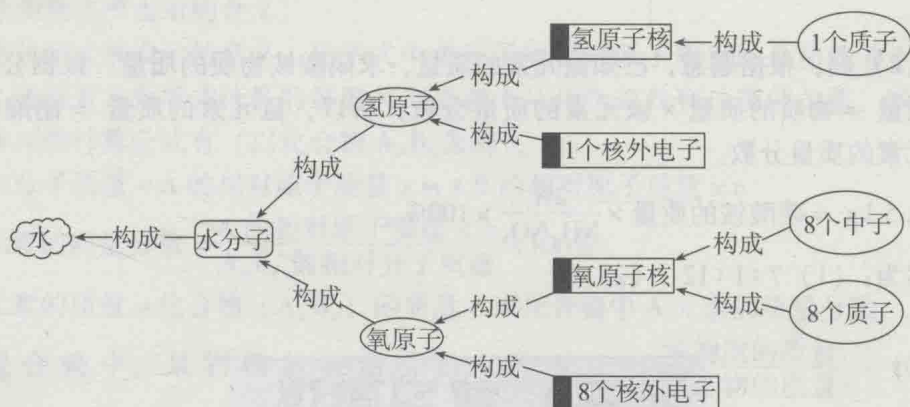 氢原子核 构成 1个质子
构成
氢原子
构成
1个核外电子
构成
水 构成 水分子
8个中子
构成
氧原子核
构成
构成
8个质子
构成
氧原子
构成
8个核外电子